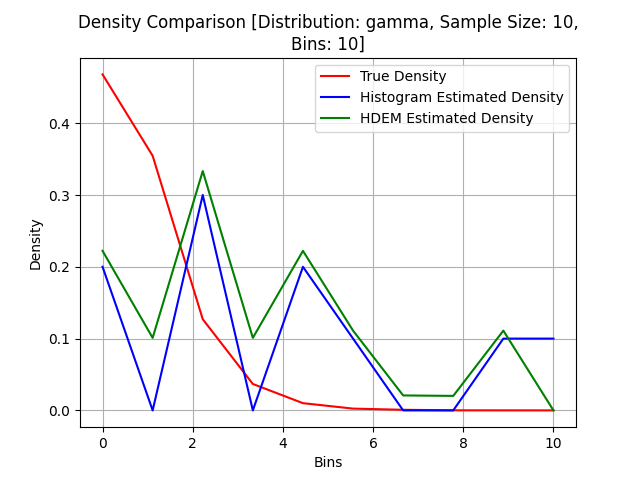 Density Comparison [Distribution: gamma, Sample Size: 10,
Bins: 10]
True Density
Histogram Estimated Density
HDEM Estimated Density
Density
0.4
0.3
0.2
0.1
0.0
0 2 4 6 8 10
Bins